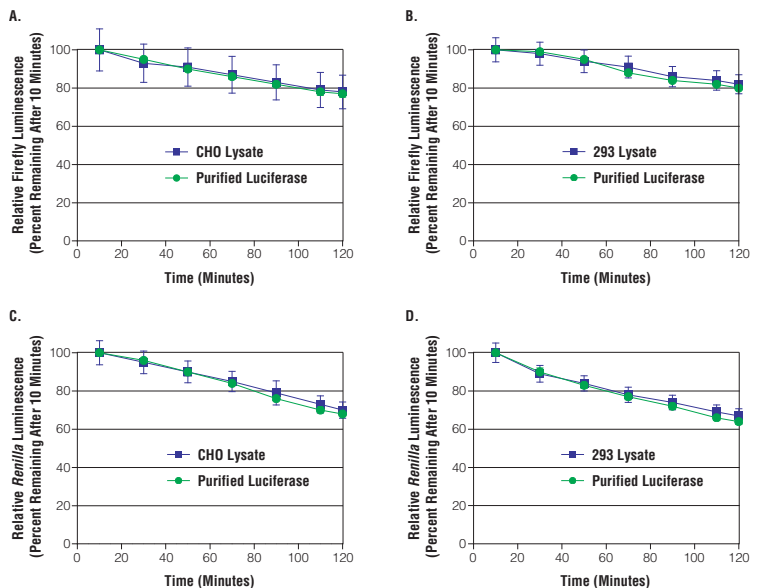 A.
Relative Firefly Luminescence
(Percent Remaining After 10 Minutes)
100
80
60
40
20
0
CHO Lysate
Purified Luciferase
0 20 40 60 80 100 120
Time (Minutes)
B.
Relative Firefly Luminescence
(Percent Remaining After 10 Minutes)
100
80
60
40
20
0
293 Lysate
Purified Luciferase
0 20 40 60 80 100 120
Time (Minutes)
C.
Relative Renilla Luminescence
(Percent Remaining After 10 Minutes)
100
80
60
40
20
0
CHO Lysate
Purified Luciferase
0 20 40 60 80 100 120
Time (Minutes)
D.
Relative Renilla Luminescence
(Percent Remaining After 10 Minutes)
100
80
60
40
20
0
293 Lysate
Purified Luciferase
0 20 40 60 80 100 120
Time (Minutes)